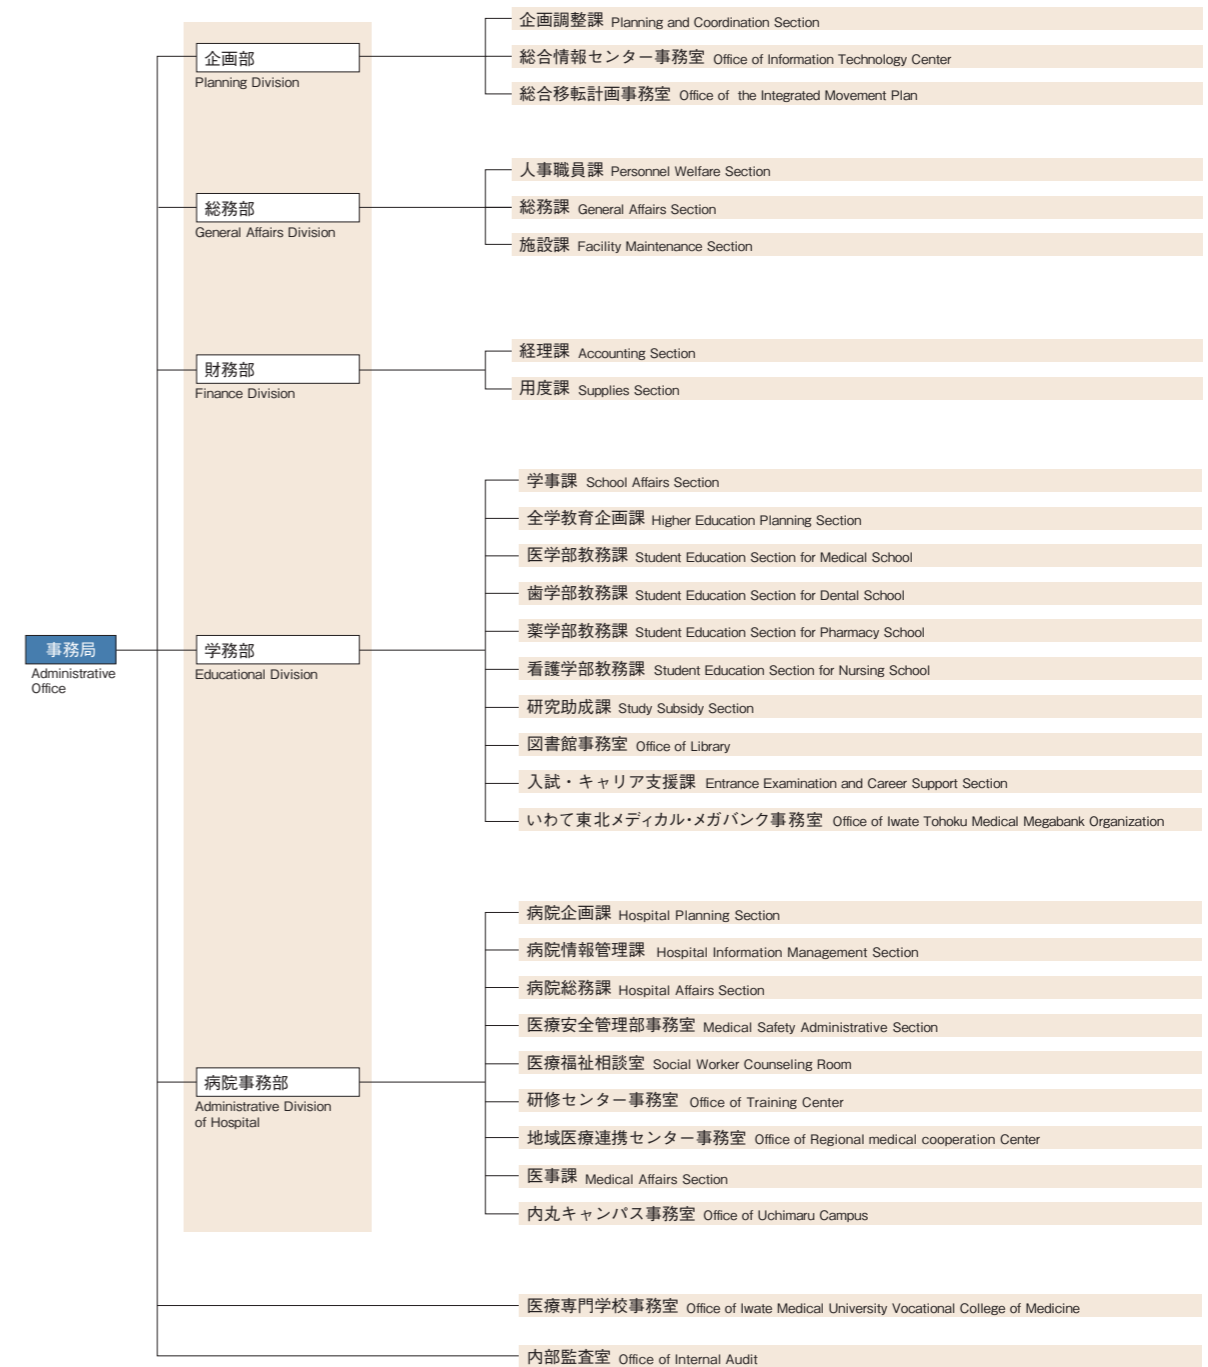 企画調整課 Planning and Coordination Section
企画部
総合情報センター事務室 Office of Information Technology Center
Planning Division
総合移転計画事務室 Office of the Integrated Movement Plan
人事職員課 Personnel Welfare Section
総務部
総務課 General Affairs Section
General Affairs Division
施設課 Facility Maintenance Section
経理課 Accounting Section
財務部
Finance Division
用度課 Supplies Section
学事課 School Affairs Section
全学教育企画課 Higher Education Planning Section
医学部教務課 Student Education Section for Medical School
歯学部教務課 Student Education Section for Dental School
薬学部教務課 Student Education Section for Pharmacy School
事務局
Administrative
Office
学務部
Educational Division
看護学部教務課 Student Education Section for Nursing School
研究助成課 Study Subsidy Section
図書館事務室 Office of Library
入試・キャリア支援課 Entrance Examination and Career Support Section
いわて東北メディカル・メガバンク事務室 Office of Iwate Tohoku Medical Megabank Organization
病院企画課 Hospital Planning Section
病院情報管理課 Hospital Information Management Section
病院総務課 Hospital Affairs Section
医療安全管理部事務室 Medical Safety Administrative Section
医療福祉相談室 Social Worker Counseling Room
病院事務部
Administrative Division
of Hospital
研修センター事務室 Office of Training Center
地域医療連携センター事務室 Office of Regional medical cooperation Center
医事課 Medical Affairs Section
内丸キャンパス事務室 Office of Uchimaru Campus
医療専門学校事務室 Office of Iwate Medical University Vocational College of Medicine
内部監査室 Office of Internal Audit